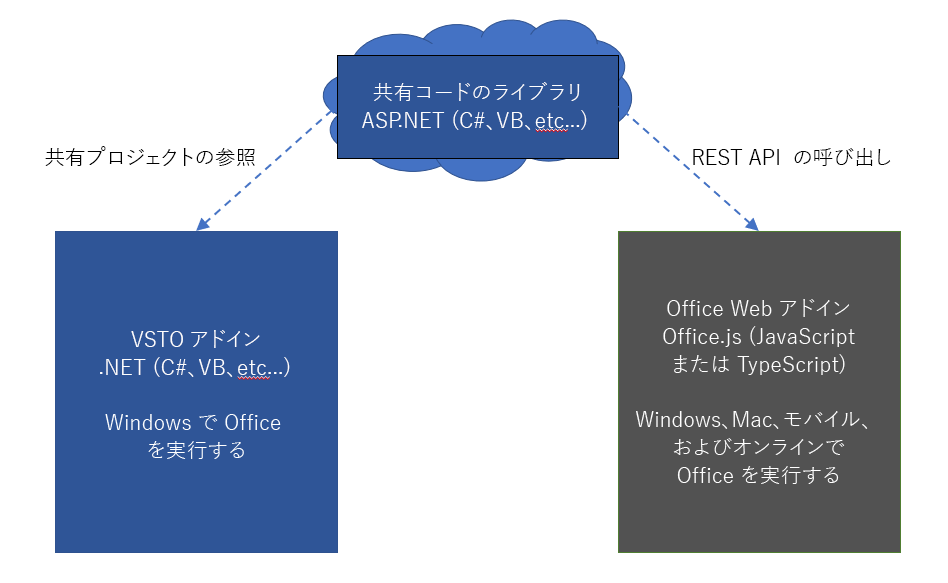 共有コードのライブラリ
ASP.NET (C#、VB、etc...)
共有プロジェクトの参照
REST API の呼び出し
VSTO アドイン
.NET (C#、VB、etc...)
Windows で Office
を実行する
Office Web アドイン
Office.js (JavaScript
または TypeScript)
Windows、Mac、モバイル、
およびオンラインで
Office を実行する